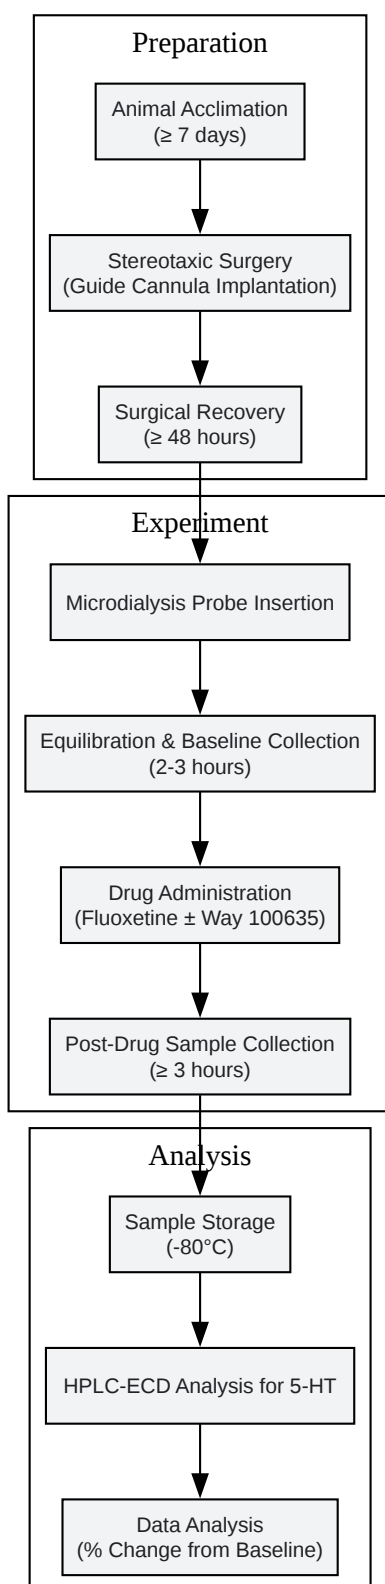 Preparation
Animal Acclimation
(≥ 7 days)
Stereotaxic Surgery
(Guide Cannula Implantation)
Surgical Recovery
(≥ 48 hours)
Experiment
Microdialysis Probe Insertion
Equilibration & Baseline Collection
(2-3 hours)
Drug Administration
(Fluoxetine ± Way 100635)
Post-Drug Sample Collection
(≥ 3 hours)
Analysis
Sample Storage
(-80°C)
HPLC-ECD Analysis for 5-HT
Data Analysis
(% Change from Baseline)